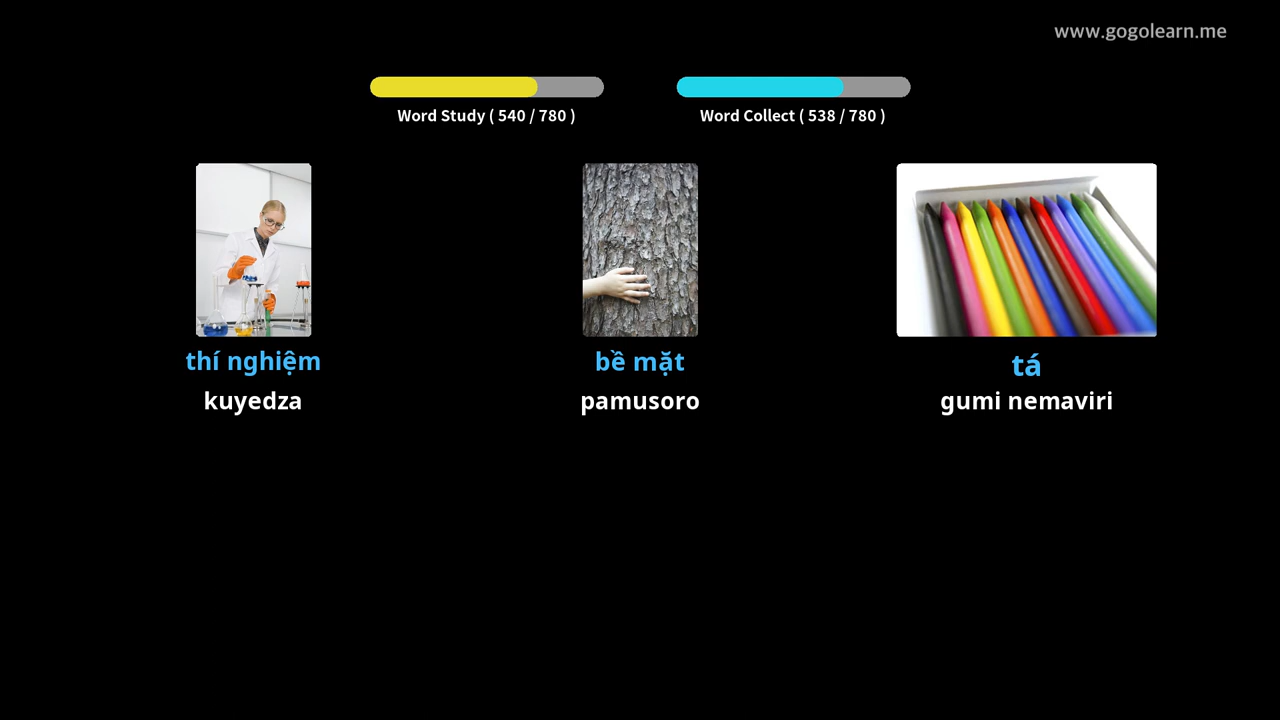 www.gogolearn.me
Word Study ( 540 / 780 )
Word Collect ( 538 / 780 )
thí nghiệm
kuyedza
bề mặt
pamusoro
tá
gumi nemaviri